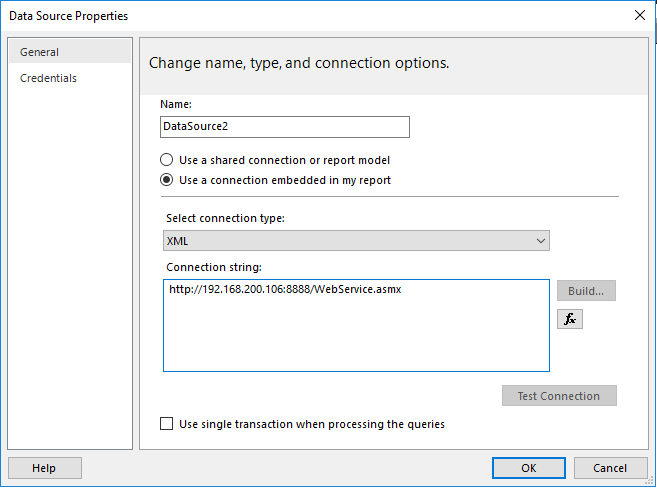 Data Source Properties
General
Credentials
Change name, type, and connection options.
Name:
DataSource2
Use a shared connection or report model
Use a connection embedded in my report
Select connection type:
XML
Connection string:
http://192.168.200.106:8888/WebService.asmx
Build...
fx
Test Connection
Use single transaction when processing the queries
Help
OK
Cancel